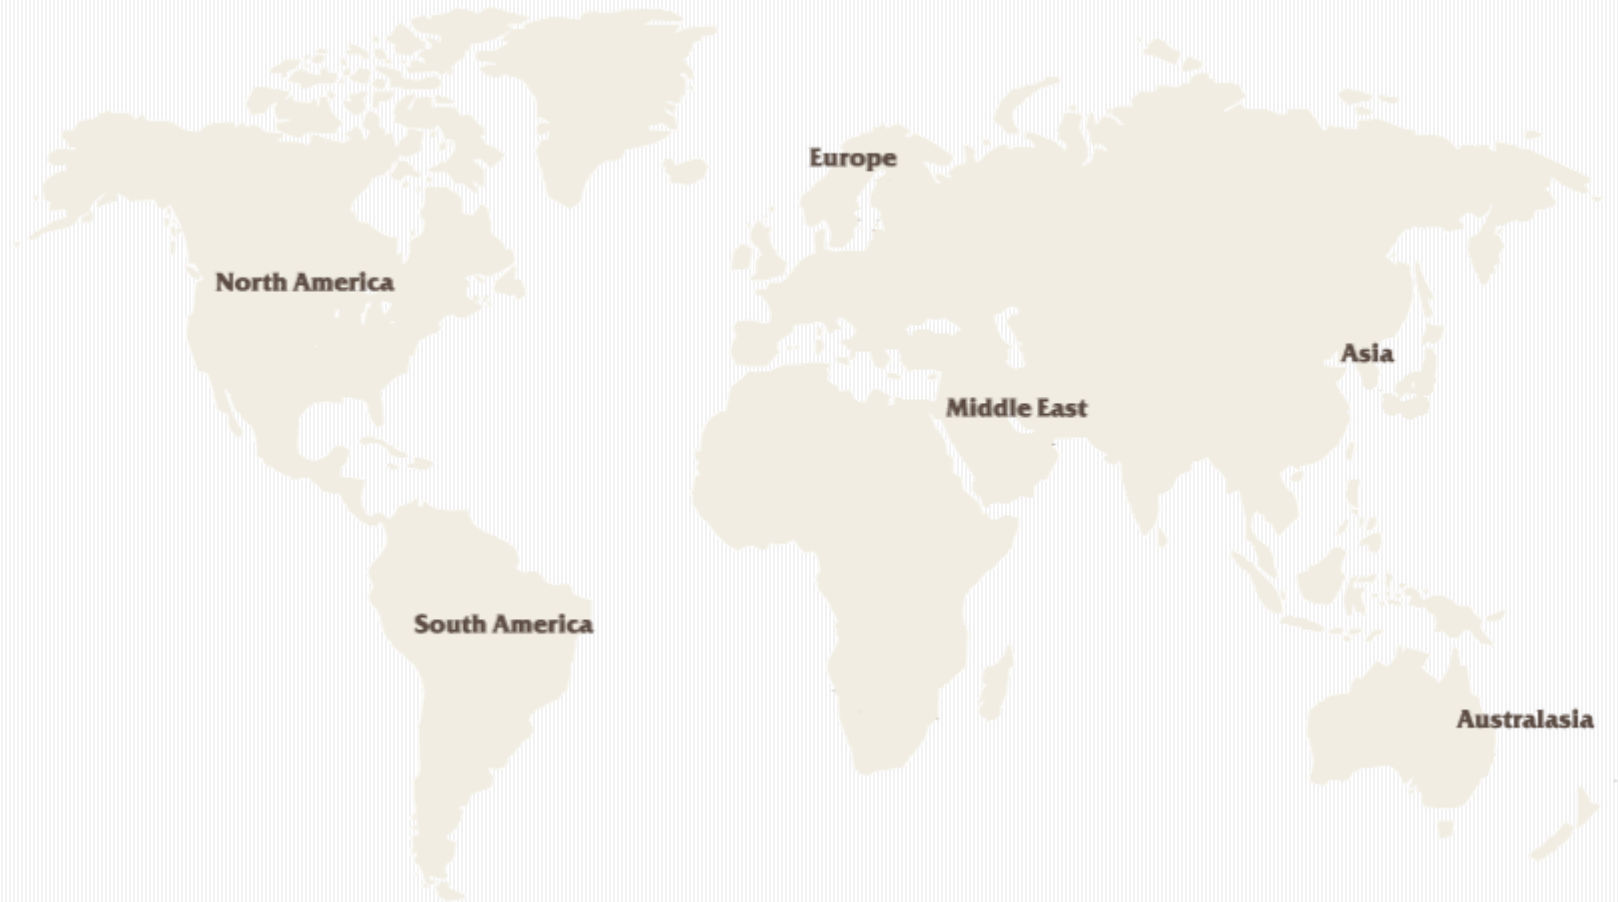 Europe
North America
Asia
Middle East
South America
Australasia